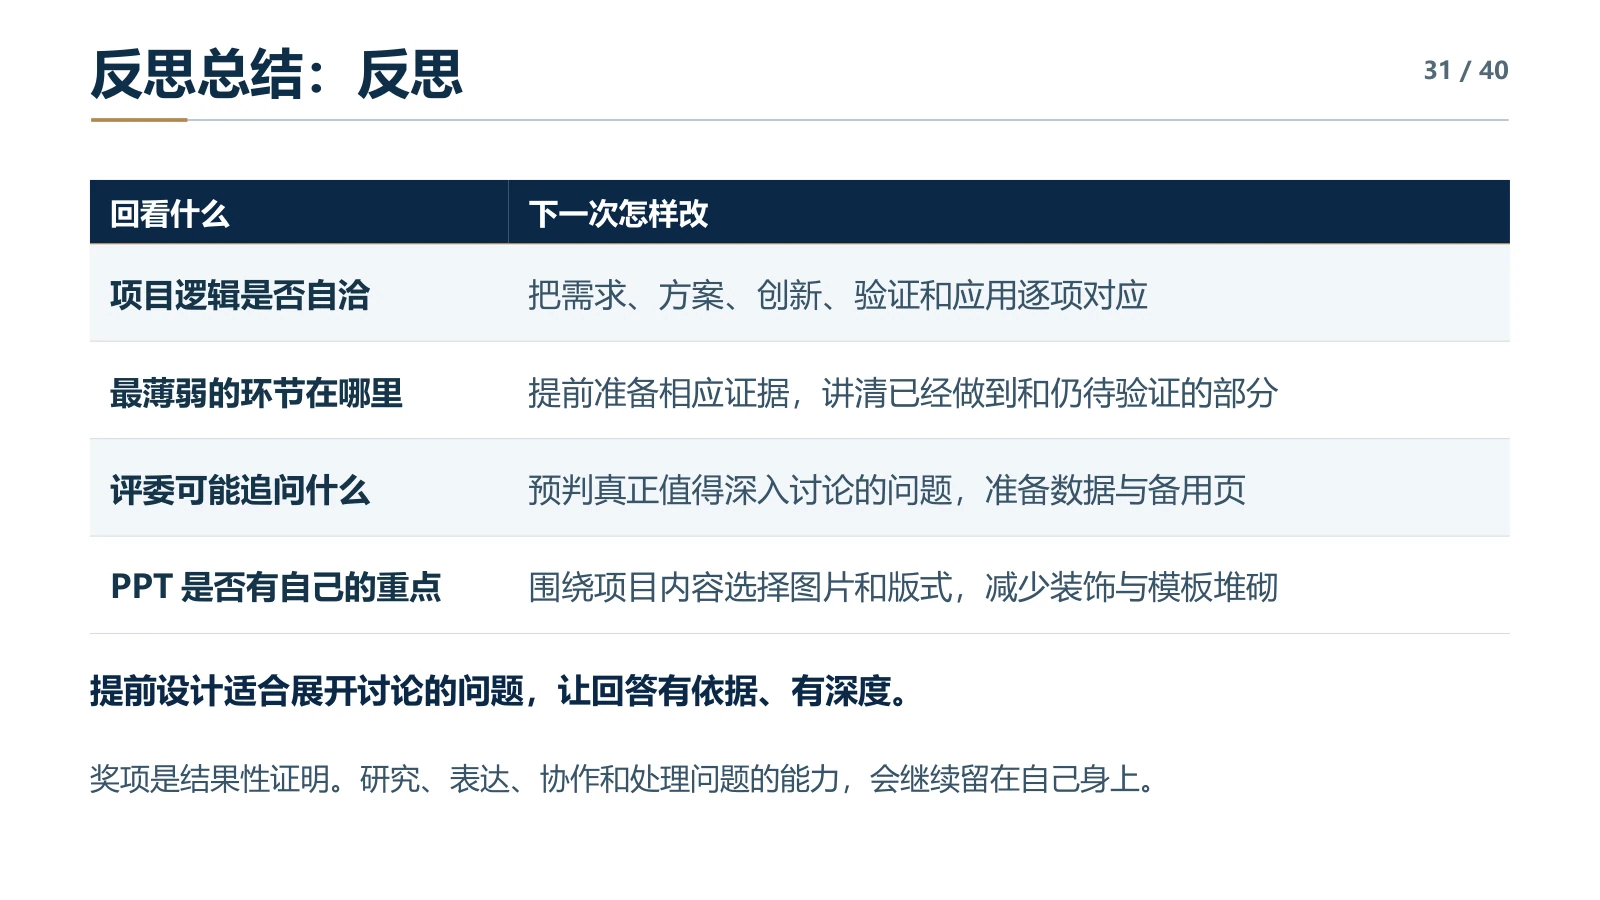 反思总结：反思
31 / 40
回看什么
下一次怎样改
项目逻辑是否自洽
把需求、方案、创新、验证和应用逐项对应
最薄弱的环节在哪里
提前准备相应证据，讲清已经做到和仍待验证的部分
评委可能追问什么
预判真正值得深入讨论的问题，准备数据与备用页
PPT 是否有自己的重点
围绕项目内容选择图片和版式，减少装饰与模板堆砌
提前设计适合展开讨论的问题，让回答有依据、有深度。
奖项是结果性证明。研究、表达、协作和处理问题的能力，会继续留在自己身上。